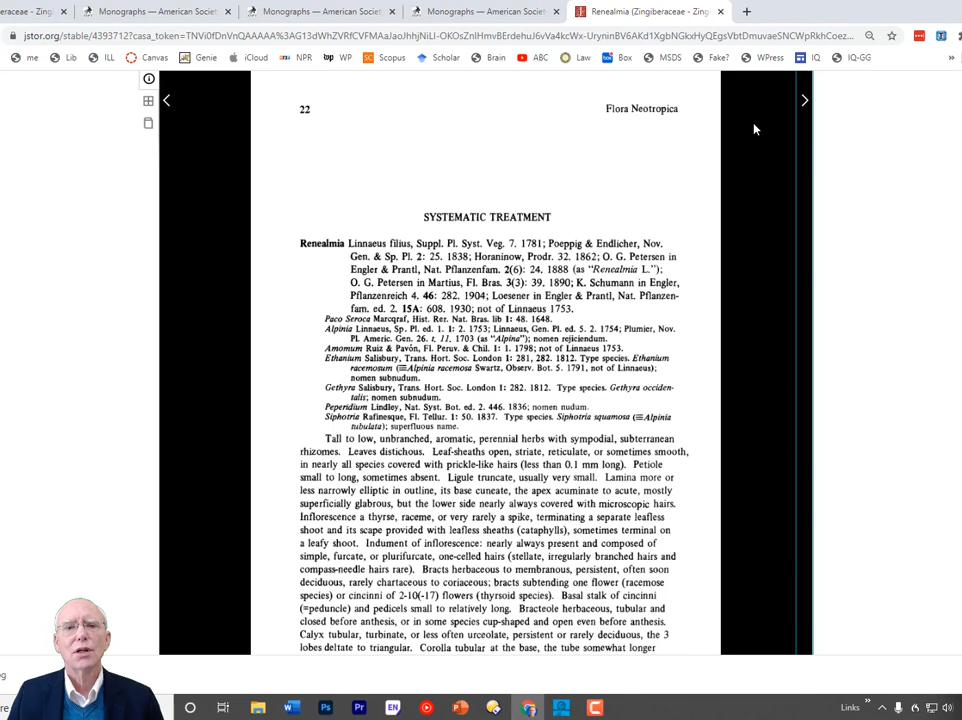 eraceae - Zingi
Monographs — American Societ
Monographs — American Societ
Monographs — American Societ
Renealmia (Zingiberaceae - Zing
jstor.org/stable/4393712?casa_token=
me
Lib
ILL
Canvas
Genie
iCloud
NPR
wp WP
SC Scopus
Scholar
Brain
ABC
Law
box Box
MSDS
Fake?
WPress
IQ
IQ-GG
22
Flora Neotropica
SYSTEMATIC TREATMENT
Renealmia Linnaeus filius, Suppl. Pl. Syst. Veg. 7. 1781; Poeppig & Endlicher, Nov.
Gen. & Sp. Pl. 2: 25. 1838; Horaninow, Prodr. 32. 1862; O. G. Petersen in
Engler & Prantl, Nat. Pflanzenfam. 2(6): 24. 1888 (as "Renealmia L.");
O. G. Petersen in Martius, Fl. Bras. 3(3): 39. 1890; K. Schumann in Engler,
Pflanzenreich 4. 46: 282. 1904; Loesener in Engler & Prantl, Nat. Pflanzen-
fam. ed. 2. 15A: 608. 1930; not of Linnaeus 1753.
Paco Seroca Marcqraf, Hist. Rer. Nat. Bras. lib 1: 48. 1648.
Alpinia Linnaeus, Sp. Pl. ed. 1. 1: 2. 1753; Linnaeus, Gen. Pl. ed. 5. 2. 1754; Plumier, Nov.
Pl. Americ. Gen. 26. t. 11. 1703 (as "Alpina"); nomen rejiciendum.
Amomum Ruiz & Pavón, Fl. Peruv. & Chil. 1: 1. 1798; not of Linnaeus 1753.
Ethanium Salisbury, Trans. Hort. Soc. London 1: 281, 282. 1812. Type species. Ethanium
racemosum (≡Alpinia racemosa Swartz, Observ. Bot. 5. 1791, not of Linnaeus);
nomen subnudum.
Gethyra Salisbury, Trans. Hort. Soc. London 1: 282. 1812. Type species. Gethyra occiden-
talis; nomen subnudum.
Peperidium Lindley, Nat. Syst. Bot. ed. 2. 446. 1836; nomen nudum.
Siphotria Rafinesque, Fl. Tellur. 1: 50. 1837. Type species. Siphotria squamosa (≡Alpinia
tubulata); superfluous name.
Tall to low, unbranched, aromatic, perennial herbs with sympodial, subterranean
rhizomes. Leaves distichous. Leaf-sheaths open, striate, reticulate, or sometimes smooth,
in nearly all species covered with prickle-like hairs (less than 0.1 mm long). Petiole
small to long, sometimes absent. Ligule truncate, usually very small. Lamina more or
less narrowly elliptic in outline, its base cuneate, the apex acuminate to acute, mostly
superficially glabrous, but the lower side nearly always covered with microscopic hairs.
Inflorescence a thyrse, raceme, or very rarely a spike, terminating a separate leafless
shoot and its scape provided with leafless sheaths (cataphylls), sometimes terminal on
a leafy shoot. Indument of inflorescence: nearly always present and composed of
simple, furcate, or plurifurcate, one-celled hairs (stellate, irregularly branched hairs and
compass-needle hairs rare). Bracts herbaceous to membranous, persistent, often soon
deciduous, rarely chartaceous to coriaceous; bracts subtending one flower (racemose
species) or cincinni of 2-10(-17) flowers (thyrsoid species). Basal stalk of cincinni
(=peduncle) and pedicels small to relatively long. Bracteole herbaceous, tubular and
closed before anthesis, or in some species cup-shaped and open even before anthesis.
Calyx tubular, turbinate, or less often urceolate, persistent or rarely deciduous, the 3
lobes deltate to triangular. Corolla tubular at the base, the tube somewhat longer
og
re
W
Ps
Pr
EN
P
Links